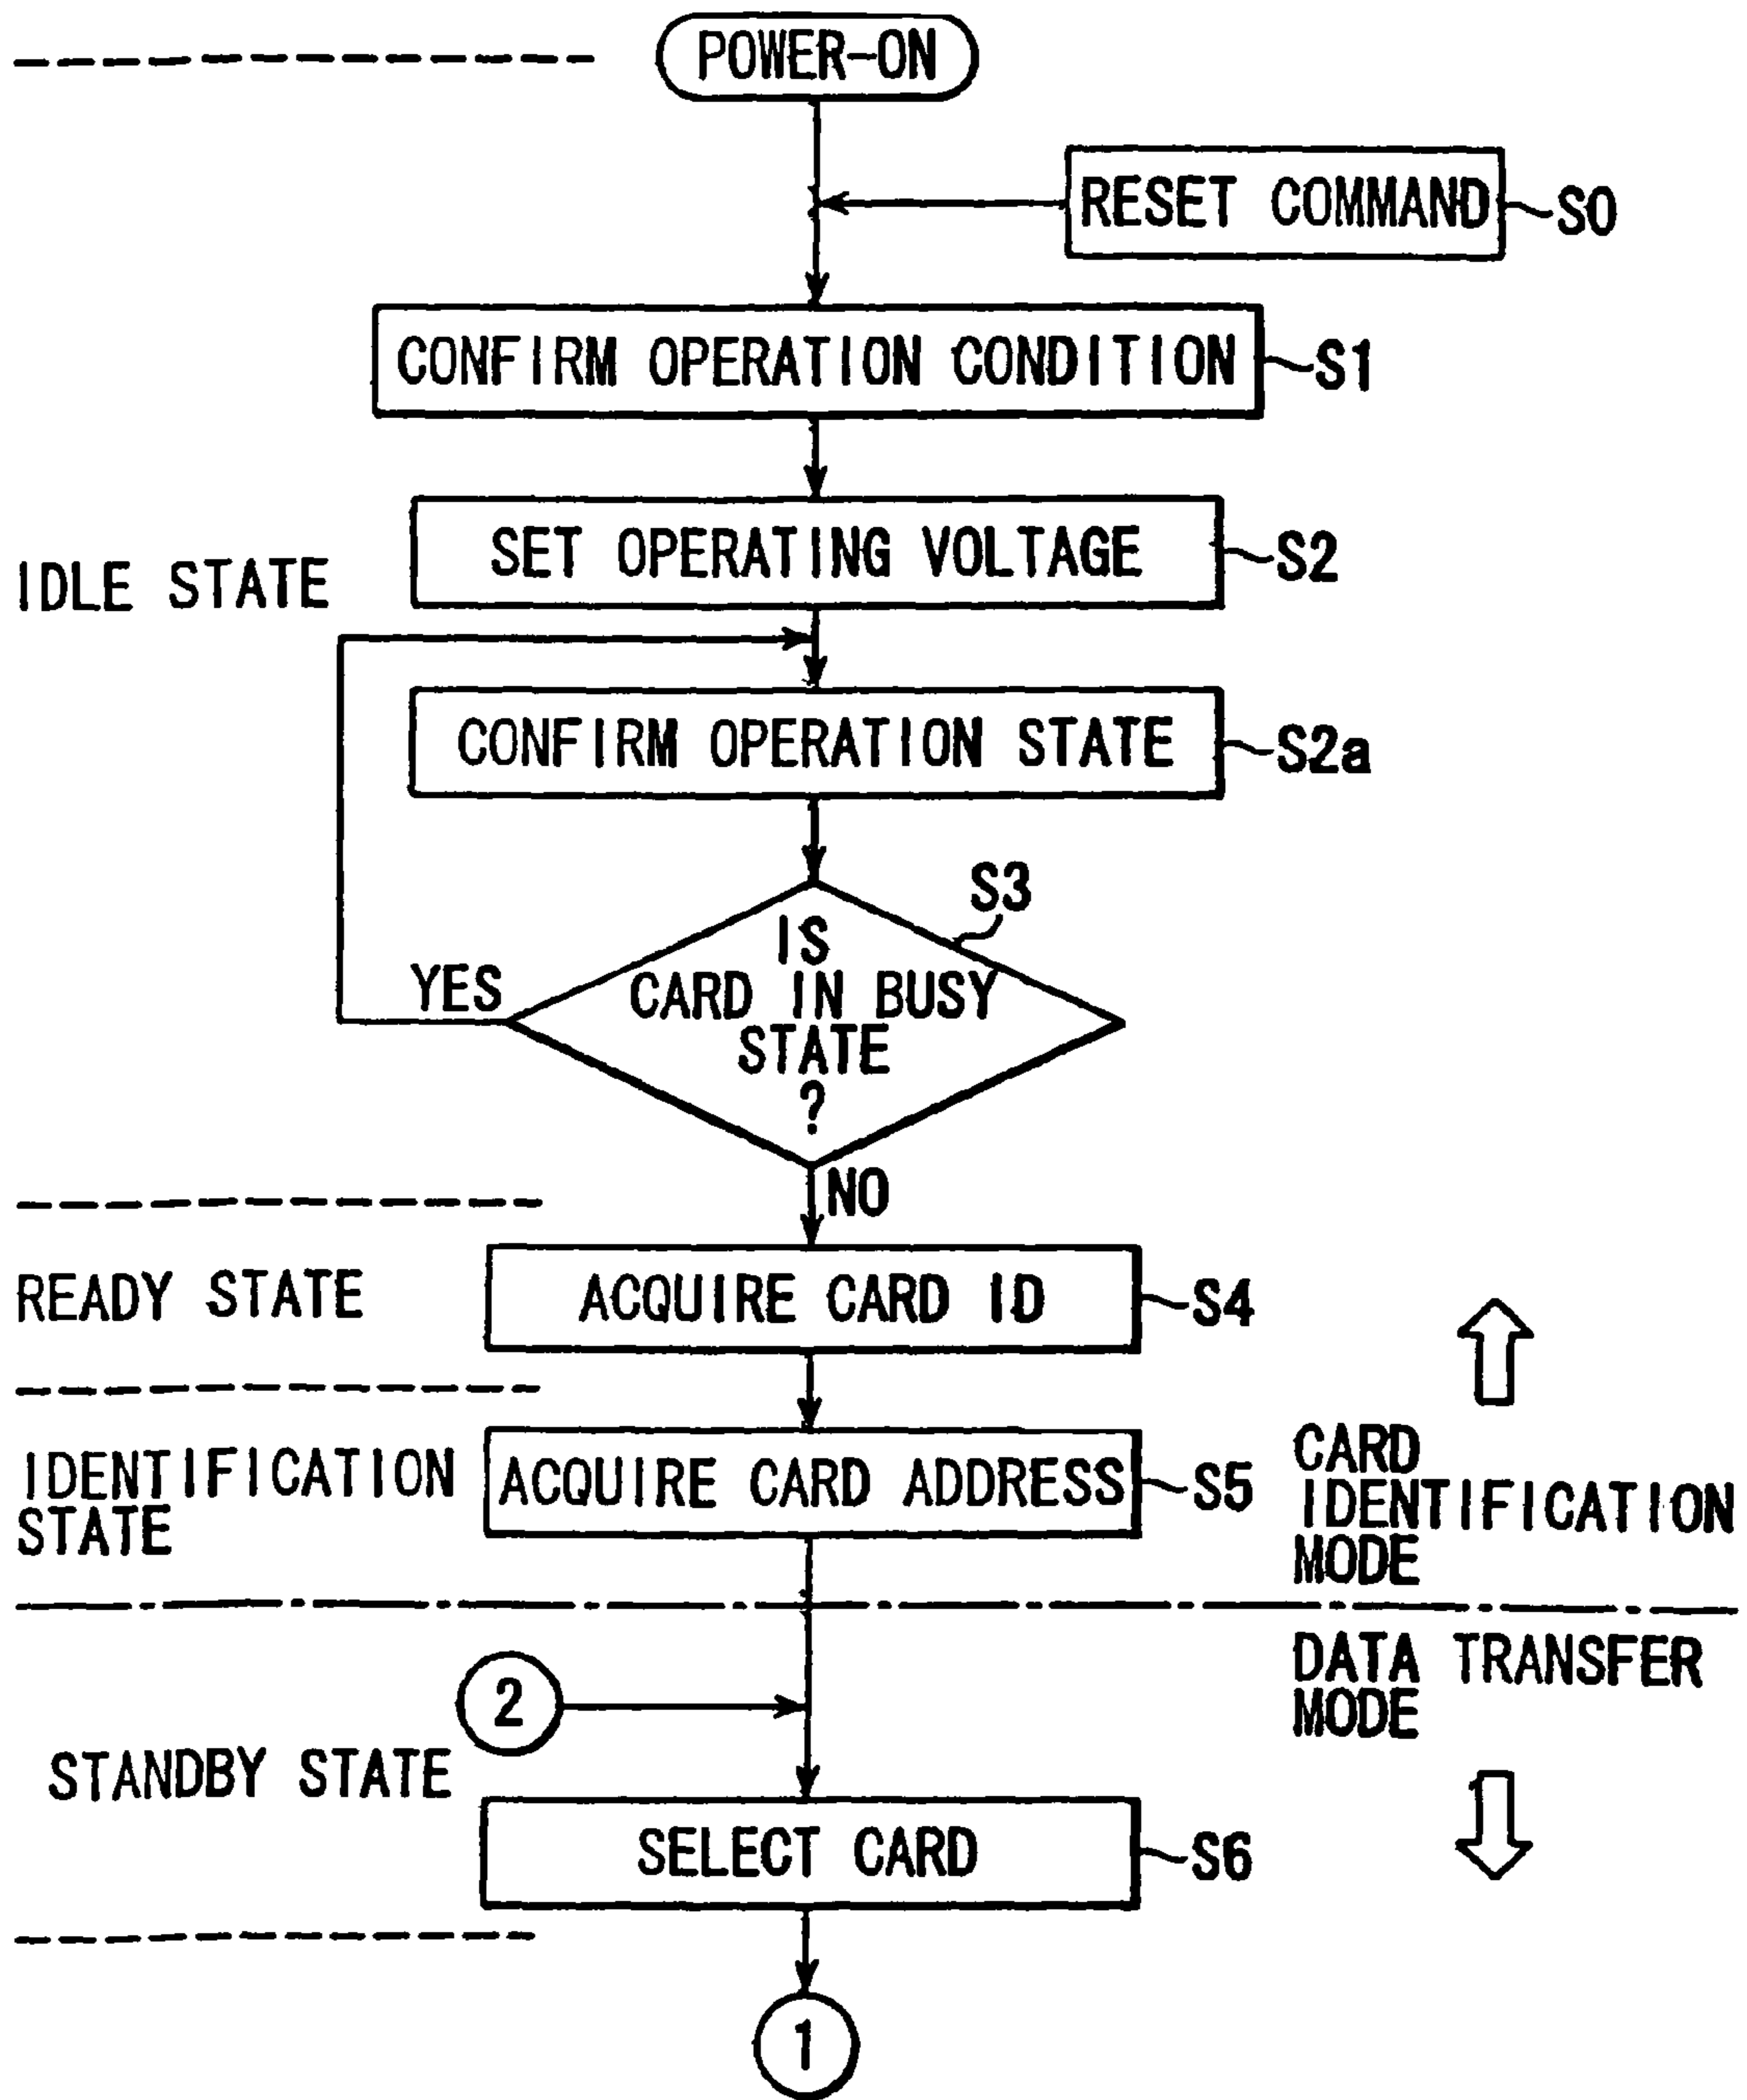 POWER-ON
RESET COMMAND
S0
CONFIRM OPERATION CONDITION
S1
SET OPERATING VOLTAGE
S2
IDLE STATE
CONFIRM OPERATION STATE
S2a
S3
IS
CARD IN BUSY
STATE
?
YES
NO
READY STATE
ACQUIRE CARD ID
S4
IDENTIFICATION
STATE
ACQUIRE CARD ADDRESS
S5
CARD
IDENTIFICATION
MODE
DATA TRANSFER
MODE
2
STANDBY STATE
SELECT CARD
S6
1